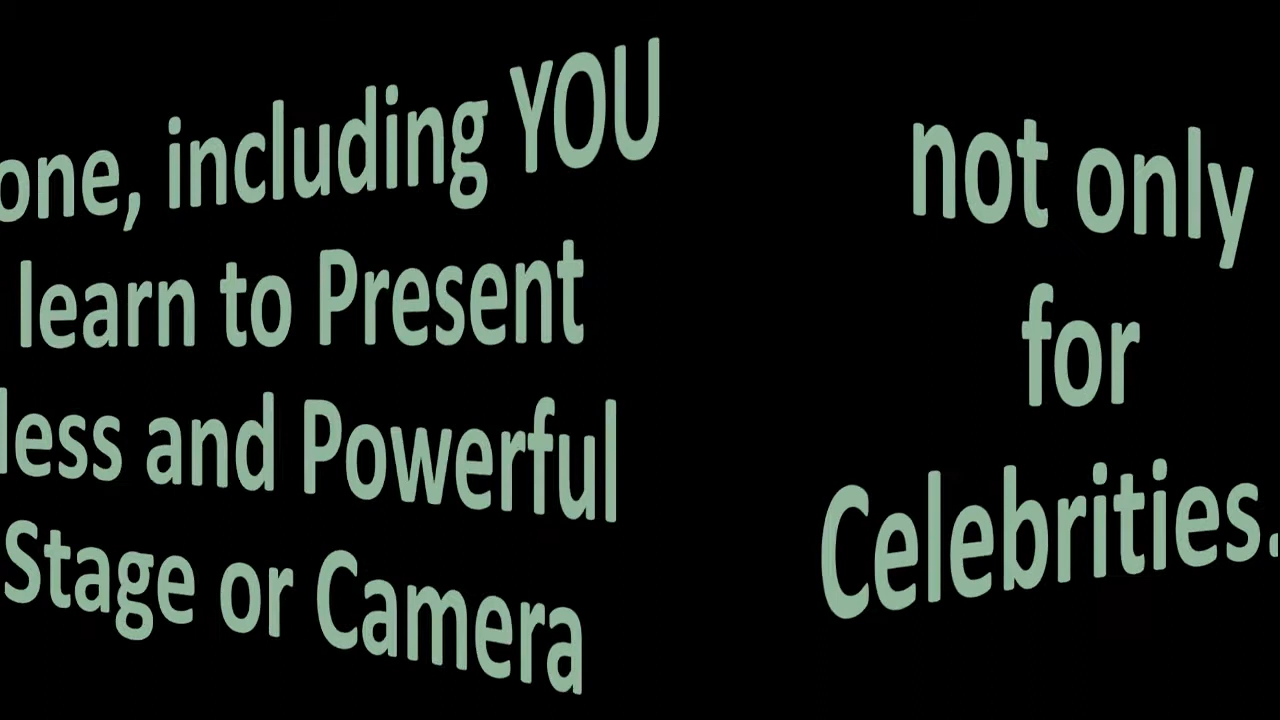 one, including YOU
learn to Present
less and Powerful
Stage or Camera
not only
for
Celebrities.